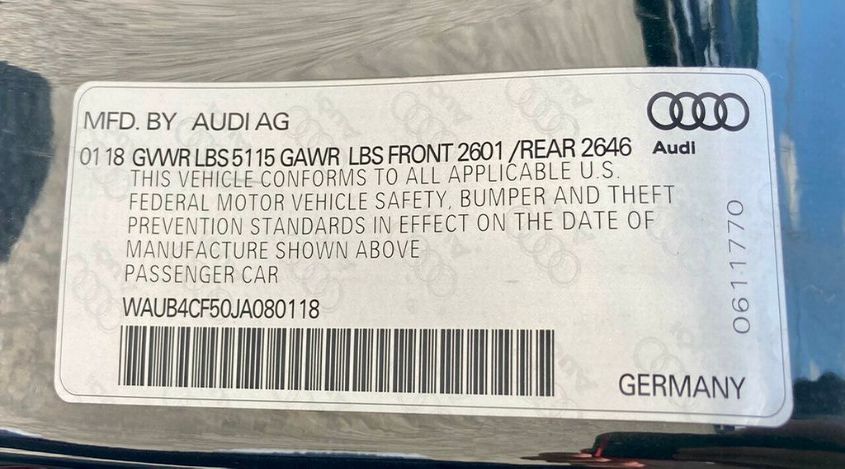 MFD. BY AUDI AG
01 18 GVWR LBS 5115 GAWR LBS FRONT 2601 /REAR 2646
Audi
THIS VEHICLE CONFORMS TO ALL APPLICABLE U.S.
FEDERAL MOTOR VEHICLE SAFETY, BUMPER AND THEFT
PREVENTION STANDARDS IN EFFECT ON THE DATE OF
MANUFACTURE SHOWN ABOVE
PASSENGER CAR
WAUB4CF50JA080118
0611770
GERMANY